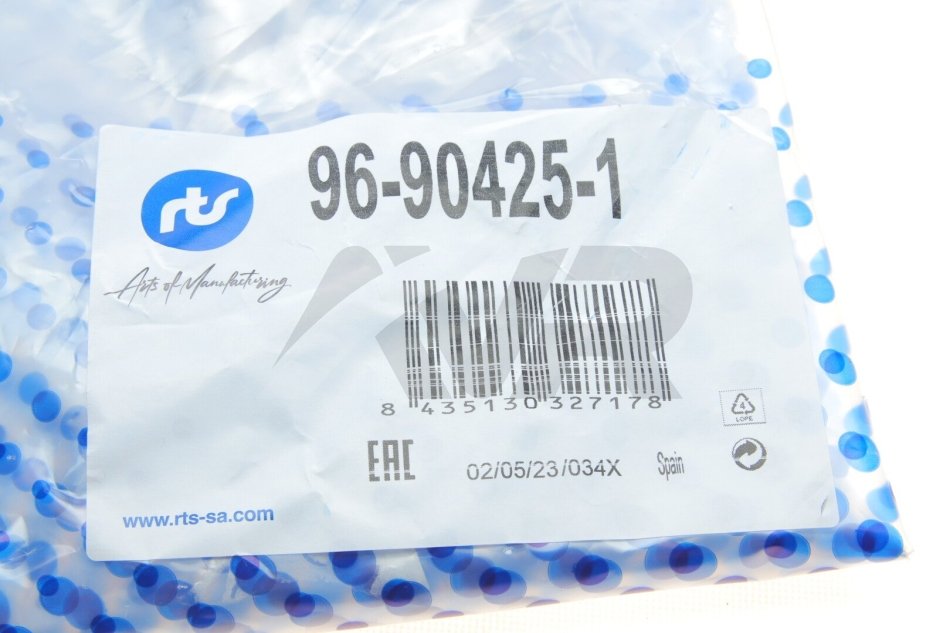 96-90425-1
rts
Arts of Manufacturing
8 435130 327178
4
LDPE
EAC
02/05/23/034X
Spain
www.rts-sa.com